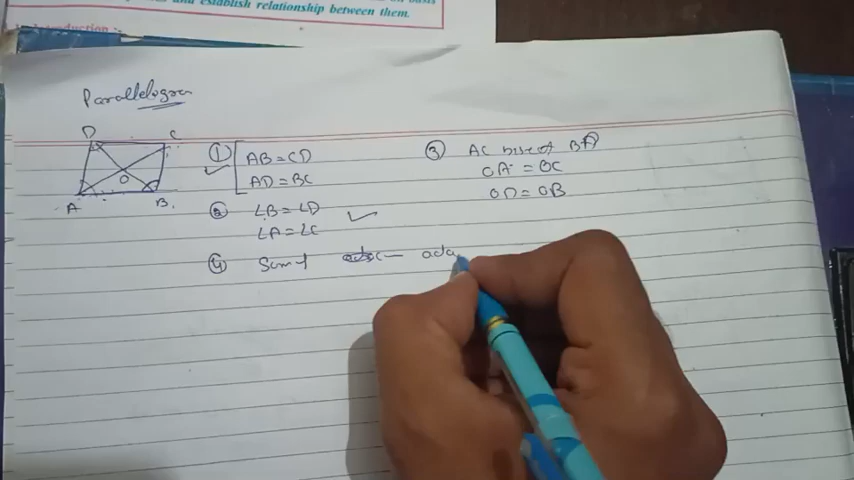 and establish relationship between them.
Introduction
Parallelogram
D C
O
A B
① AB = CD
AD = BC
② ∠B = ∠D
∠A = ∠C
③ AC bisect BD
OA = OC
OD = OB
④ Sum of